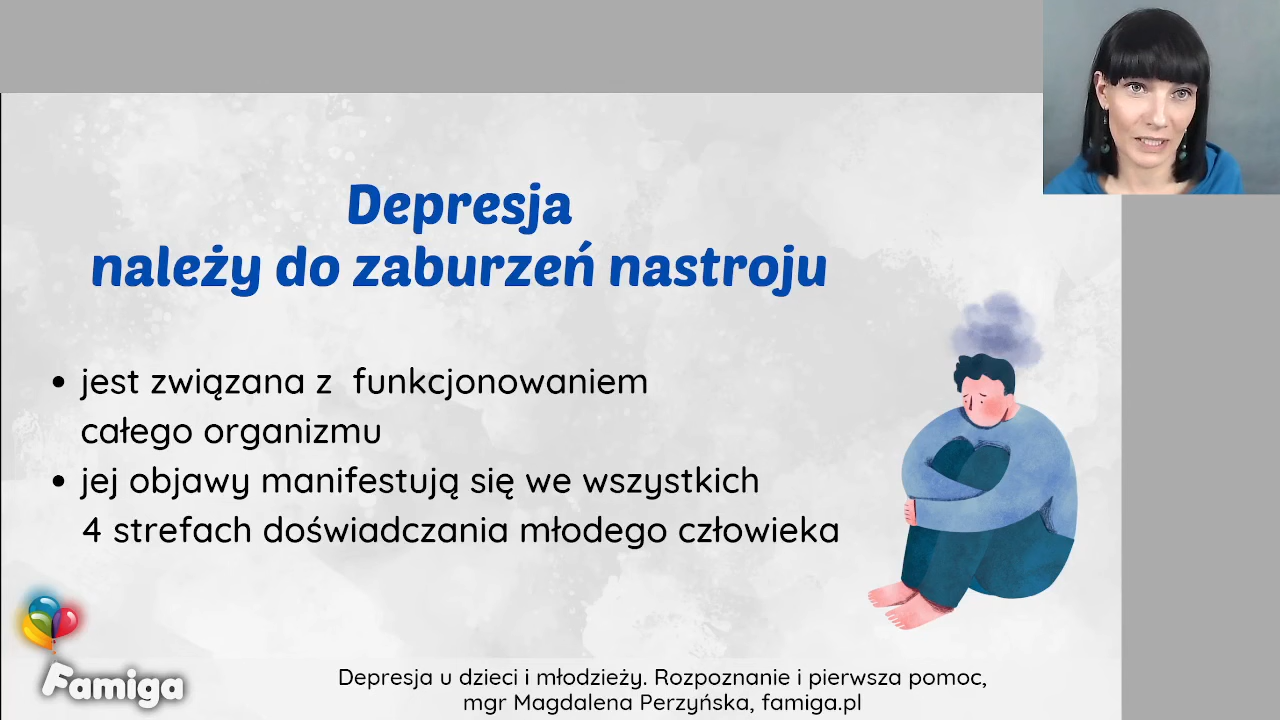 Depresja
należy do zaburzeń nastroju
• jest związana z funkcjonowaniem
całego organizmu
• jej objawy manifestują się we wszystkich
4 strefach doświadczania młodego człowieka
Famiga
Depresja u dzieci i młodzieży. Rozpoznanie i pierwsza pomoc,
mgr Magdalena Perzyńska, famiga.pl